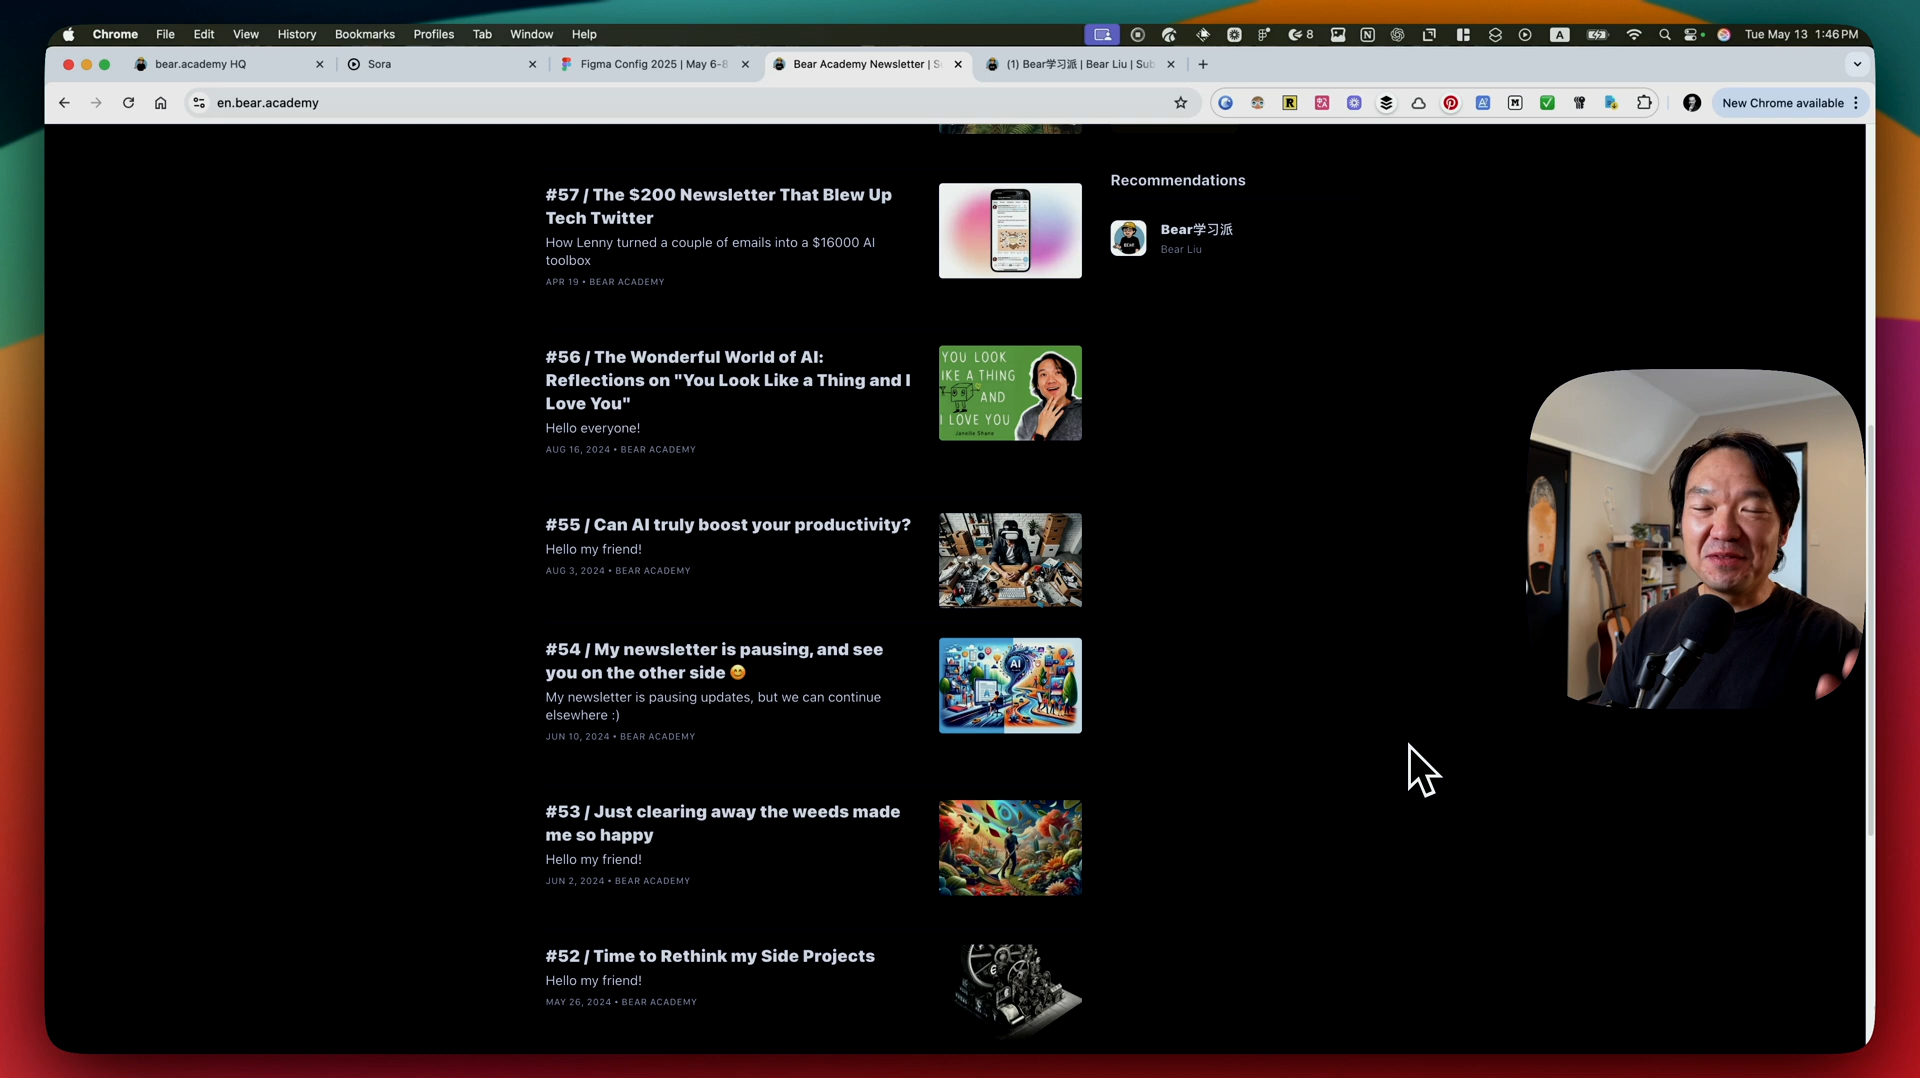 Chrome File Edit View History Bookmarks Profiles Tab Window Help
8
A
Tue May 13 1:46 PM
bear.academy HQ
Sora
Figma Config 2025 | May 6-8
Bear Academy Newsletter | S
(1) Bear学习派 | Bear Liu | Sub
en.bear.academy
New Chrome available
#57 / The $200 Newsletter That Blew Up
Tech Twitter
How Lenny turned a couple of emails into a $16000 AI
toolbox
APR 19 • BEAR ACADEMY
Recommendations
Bear学习派
Bear Liu
#56 / The Wonderful World of AI:
Reflections on "You Look Like a Thing and I
Love You"
Hello everyone!
AUG 16, 2024 • BEAR ACADEMY
YOU LOOK
IKE A THING
AND
I LOVE YOU
Janelle Shane
#55 / Can AI truly boost your productivity?
Hello my friend!
AUG 3, 2024 • BEAR ACADEMY
#54 / My newsletter is pausing, and see
you on the other side 😊
My newsletter is pausing updates, but we can continue
elsewhere :)
JUN 10, 2024 • BEAR ACADEMY
AI
#53 / Just clearing away the weeds made
me so happy
Hello my friend!
JUN 2, 2024 • BEAR ACADEMY
#52 / Time to Rethink my Side Projects
Hello my friend!
MAY 26, 2024 • BEAR ACADEMY